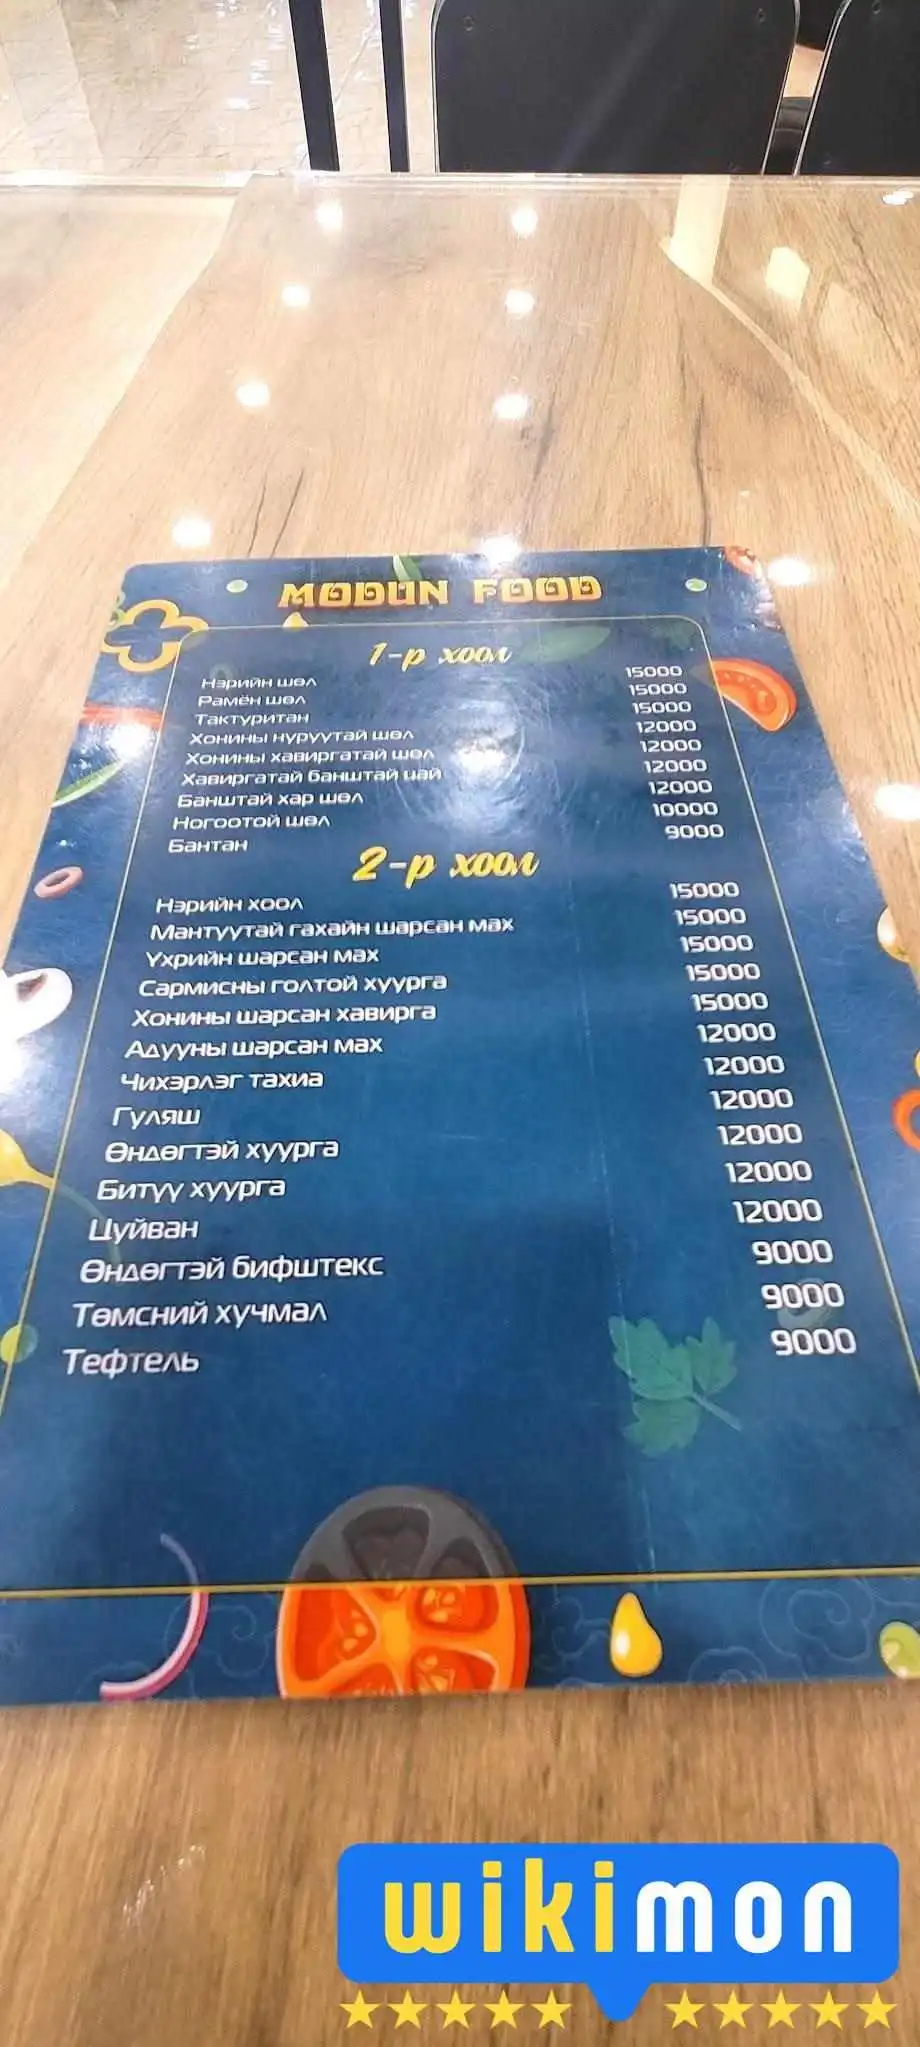 MODUN FOOD
1-р хоол
Нэрийн шөл 15000
Рамён шөл 15000
Тактуритан 15000
Хонины нуруутай шөл 12000
Хонины хавиргатай шөл 12000
Хавиргатай банштай цай 12000
Банштай хар шөл 12000
Ногоотой шөл 10000
Бантан 9000
2-р хоол
Нэрийн хоол 15000
Мантуутай гахайн шарсан мах 15000
Үхрийн шарсан мах 15000
Сармисны голтой хуурга 15000
Хонины шарсан хавирга 15000
Адууны шарсан мах 12000
Чихэрлэг тахиа 12000
Гуляш 12000
Өндөгтэй хуурга 12000
Битүү хуурга 12000
Цуйван 12000
Өндөгтэй бифштекс 9000
Төмсний хучмал 9000
Тефтель 9000
wikimon